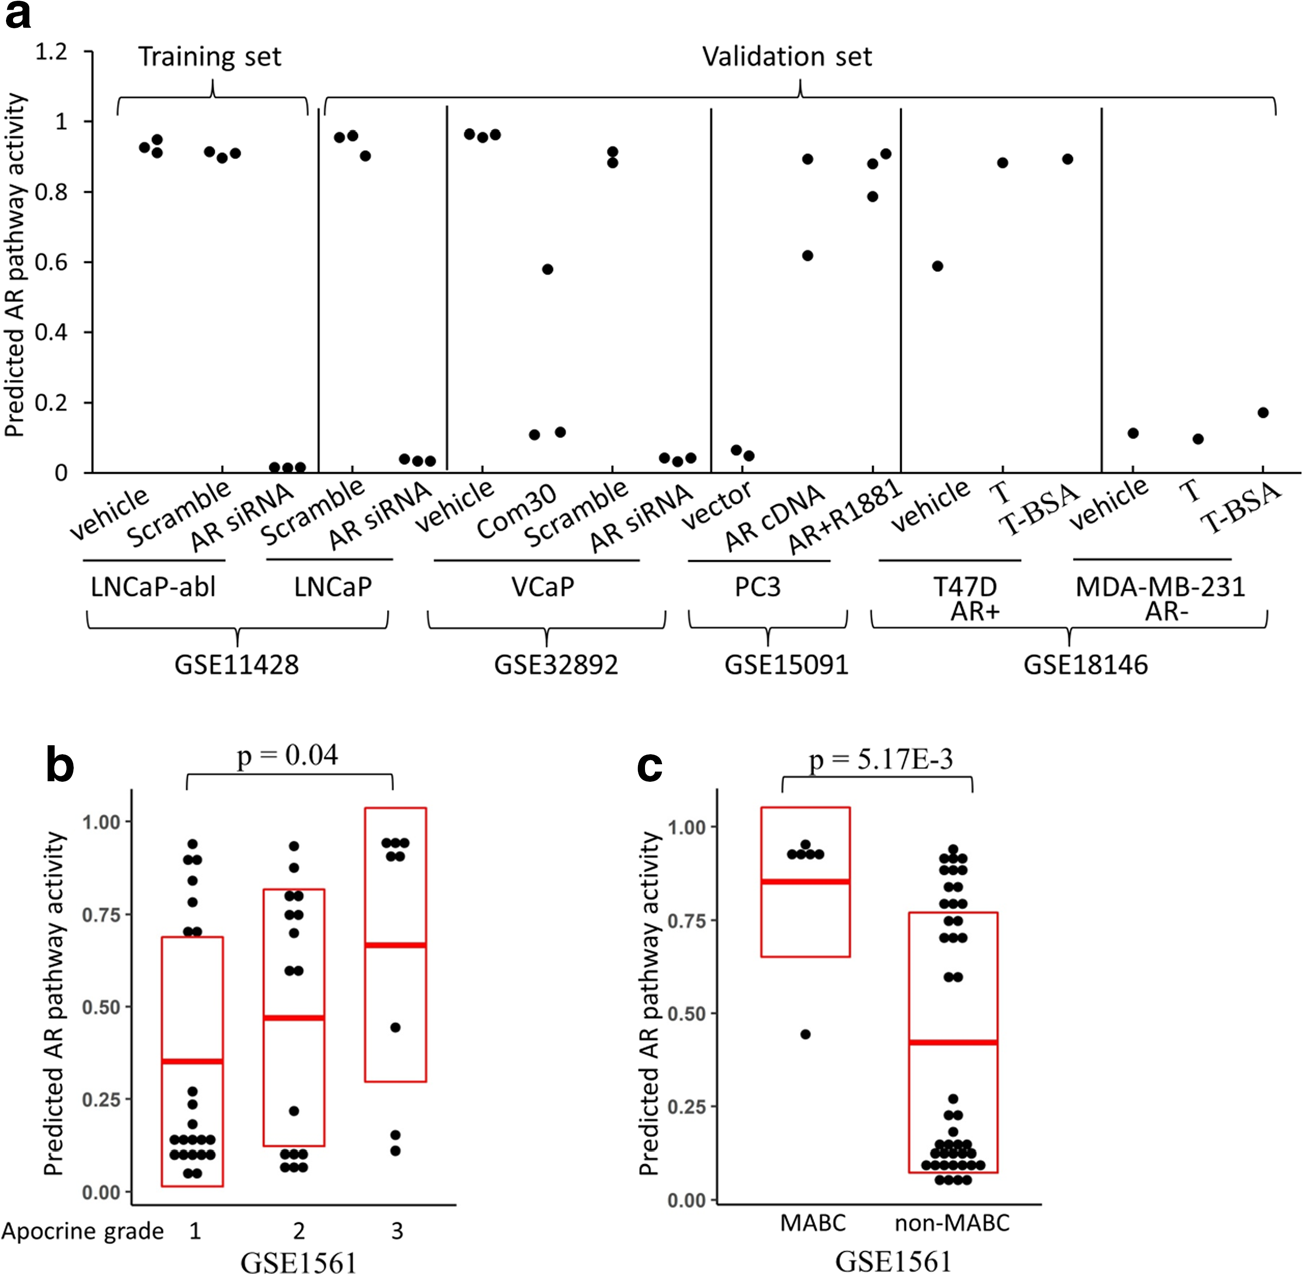 a
Training set Validation set
Predicted AR pathway activity
1.2
1
0.8
0.6
0.4
0.2
0
vehicle Scramble AR siRNA Scramble AR siRNA vehicle Com30 Scramble AR siRNA vector AR cDNA AR+R1881 vehicle T T-BSA vehicle T T-BSA
LNCaP-abl LNCaP VCaP PC3 T47D MDA-MB-231
AR+ AR-
GSE11428 GSE32892 GSE15091 GSE18146
b
p = 0.04
Predicted AR pathway activity
1.00
0.75
0.50
0.25
0.00
Apocrine grade 1 2 3
GSE1561
c
p = 5.17E-3
Predicted AR pathway activity
1.00
0.75
0.50
0.25
0.00
MABC non-MABC
GSE1561